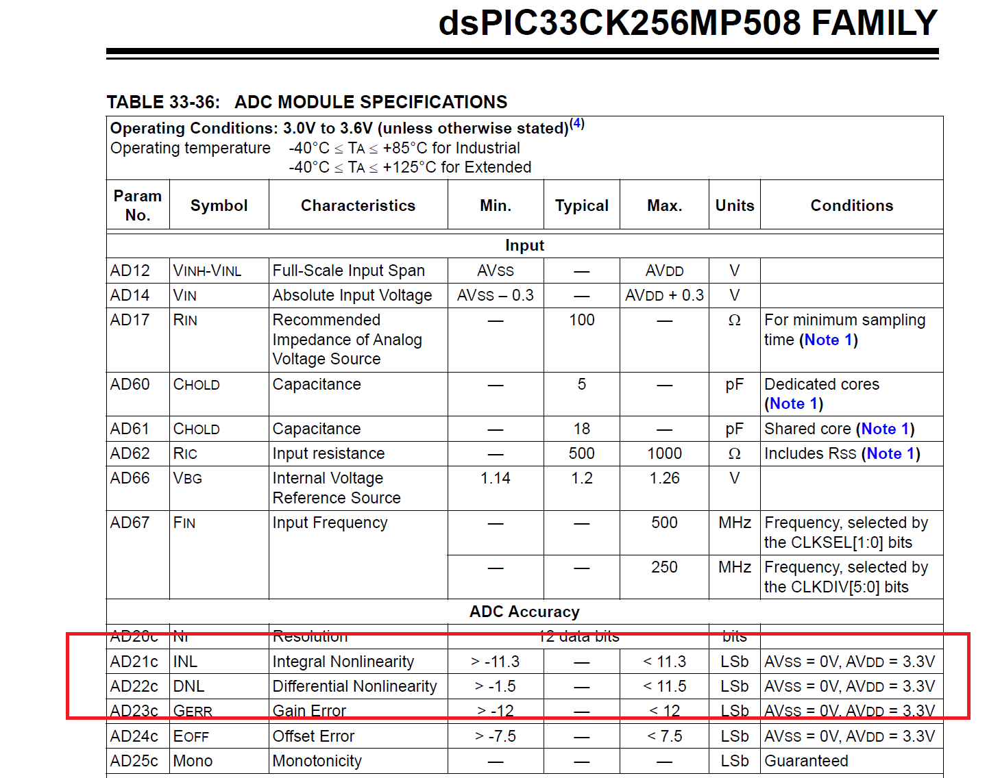 dsPIC33CK256MP508 FAMILY
TABLE 33-36: ADC MODULE SPECIFICATIONS
Operating Conditions: 3.0V to 3.6V (unless otherwise stated)(4)
Operating temperature -40°C ≤ TA ≤ +85°C for Industrial
-40°C ≤ TA ≤ +125°C for Extended
Param No. Symbol Characteristics Min. Typical Max. Units Conditions
Input
AD12 VINH-VINL Full-Scale Input Span AVSS — AVDD V
AD14 VIN Absolute Input Voltage AVSS – 0.3 — AVDD + 0.3 V
AD17 RIN Recommended — 100 — Ω For minimum sampling
Impedance of Analog time (Note 1)
Voltage Source
AD60 CHOLD Capacitance — 5 — pF Dedicated cores
(Note 1)
AD61 CHOLD Capacitance — 18 — pF Shared core (Note 1)
AD62 RIC Input resistance — 500 1000 Ω Includes RSS (Note 1)
AD66 VBG Internal Voltage 1.14 1.2 1.26 V
Reference Source
AD67 FIN Input Frequency — — 500 MHz Frequency, selected by
the CLKSEL[1:0] bits
— — 250 MHz Frequency, selected by
the CLKDIV[5:0] bits
ADC Accuracy
AD20c Nr Resolution 12 data bits bits
AD21c INL Integral Nonlinearity > -11.3 — < 11.3 LSb AVSS = 0V, AVDD = 3.3V
AD22c DNL Differential Nonlinearity > -1.5 — < 11.5 LSb AVSS = 0V, AVDD = 3.3V
AD23c GERR Gain Error > -12 — < 12 LSb AVSS = 0V, AVDD = 3.3V
AD24c EOFF Offset Error > -7.5 — < 7.5 LSb AVSS = 0V, AVDD = 3.3V
AD25c Mono Monotonicity — — — LSb Guaranteed